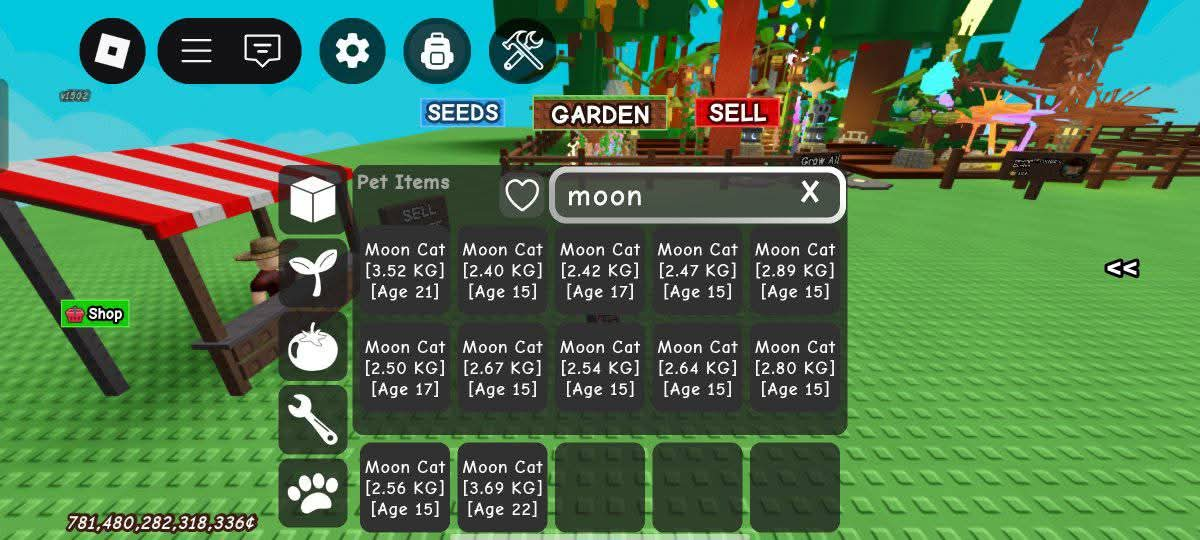 v1502
SEEDS
GARDEN
SELL
Grow All
Pet Items
moon
X
SELL
Moon Cat
[3.52 KG]
[Age 21]
Moon Cat
[2.40 KG]
[Age 15]
Moon Cat
[2.42 KG]
[Age 17]
Moon Cat
[2.47 KG]
[Age 15]
Moon Cat
[2.89 KG]
[Age 15]
<<
Shop
Moon Cat
[2.50 KG]
[Age 17]
Moon Cat
[2.67 KG]
[Age 15]
Moon Cat
[2.54 KG]
[Age 15]
Moon Cat
[2.64 KG]
[Age 15]
Moon Cat
[2.80 KG]
[Age 15]
Moon Cat
[2.56 KG]
[Age 15]
Moon Cat
[3.69 KG]
[Age 22]
781,480,282,318,336¢